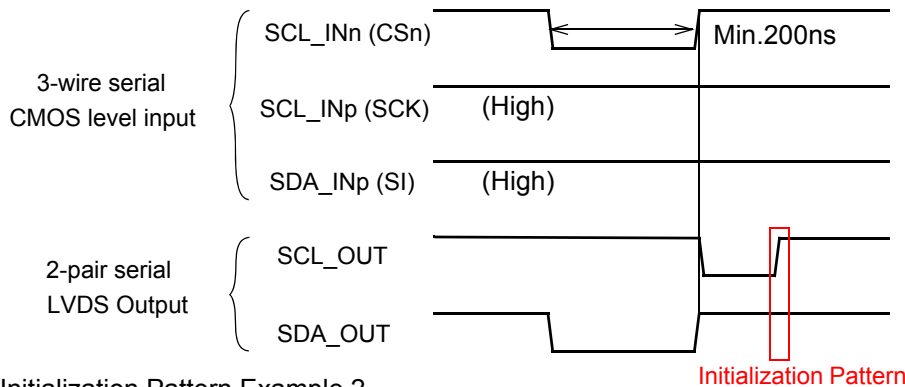 SCL_INn (CSn)
Min.200ns
3-wire serial
CMOS level input
SCL_INp (SCK)
(High)
SDA_INp (SI)
(High)
SCL_OUT
2-pair serial
LVDS Output
SDA_OUT
Initialization Pattern